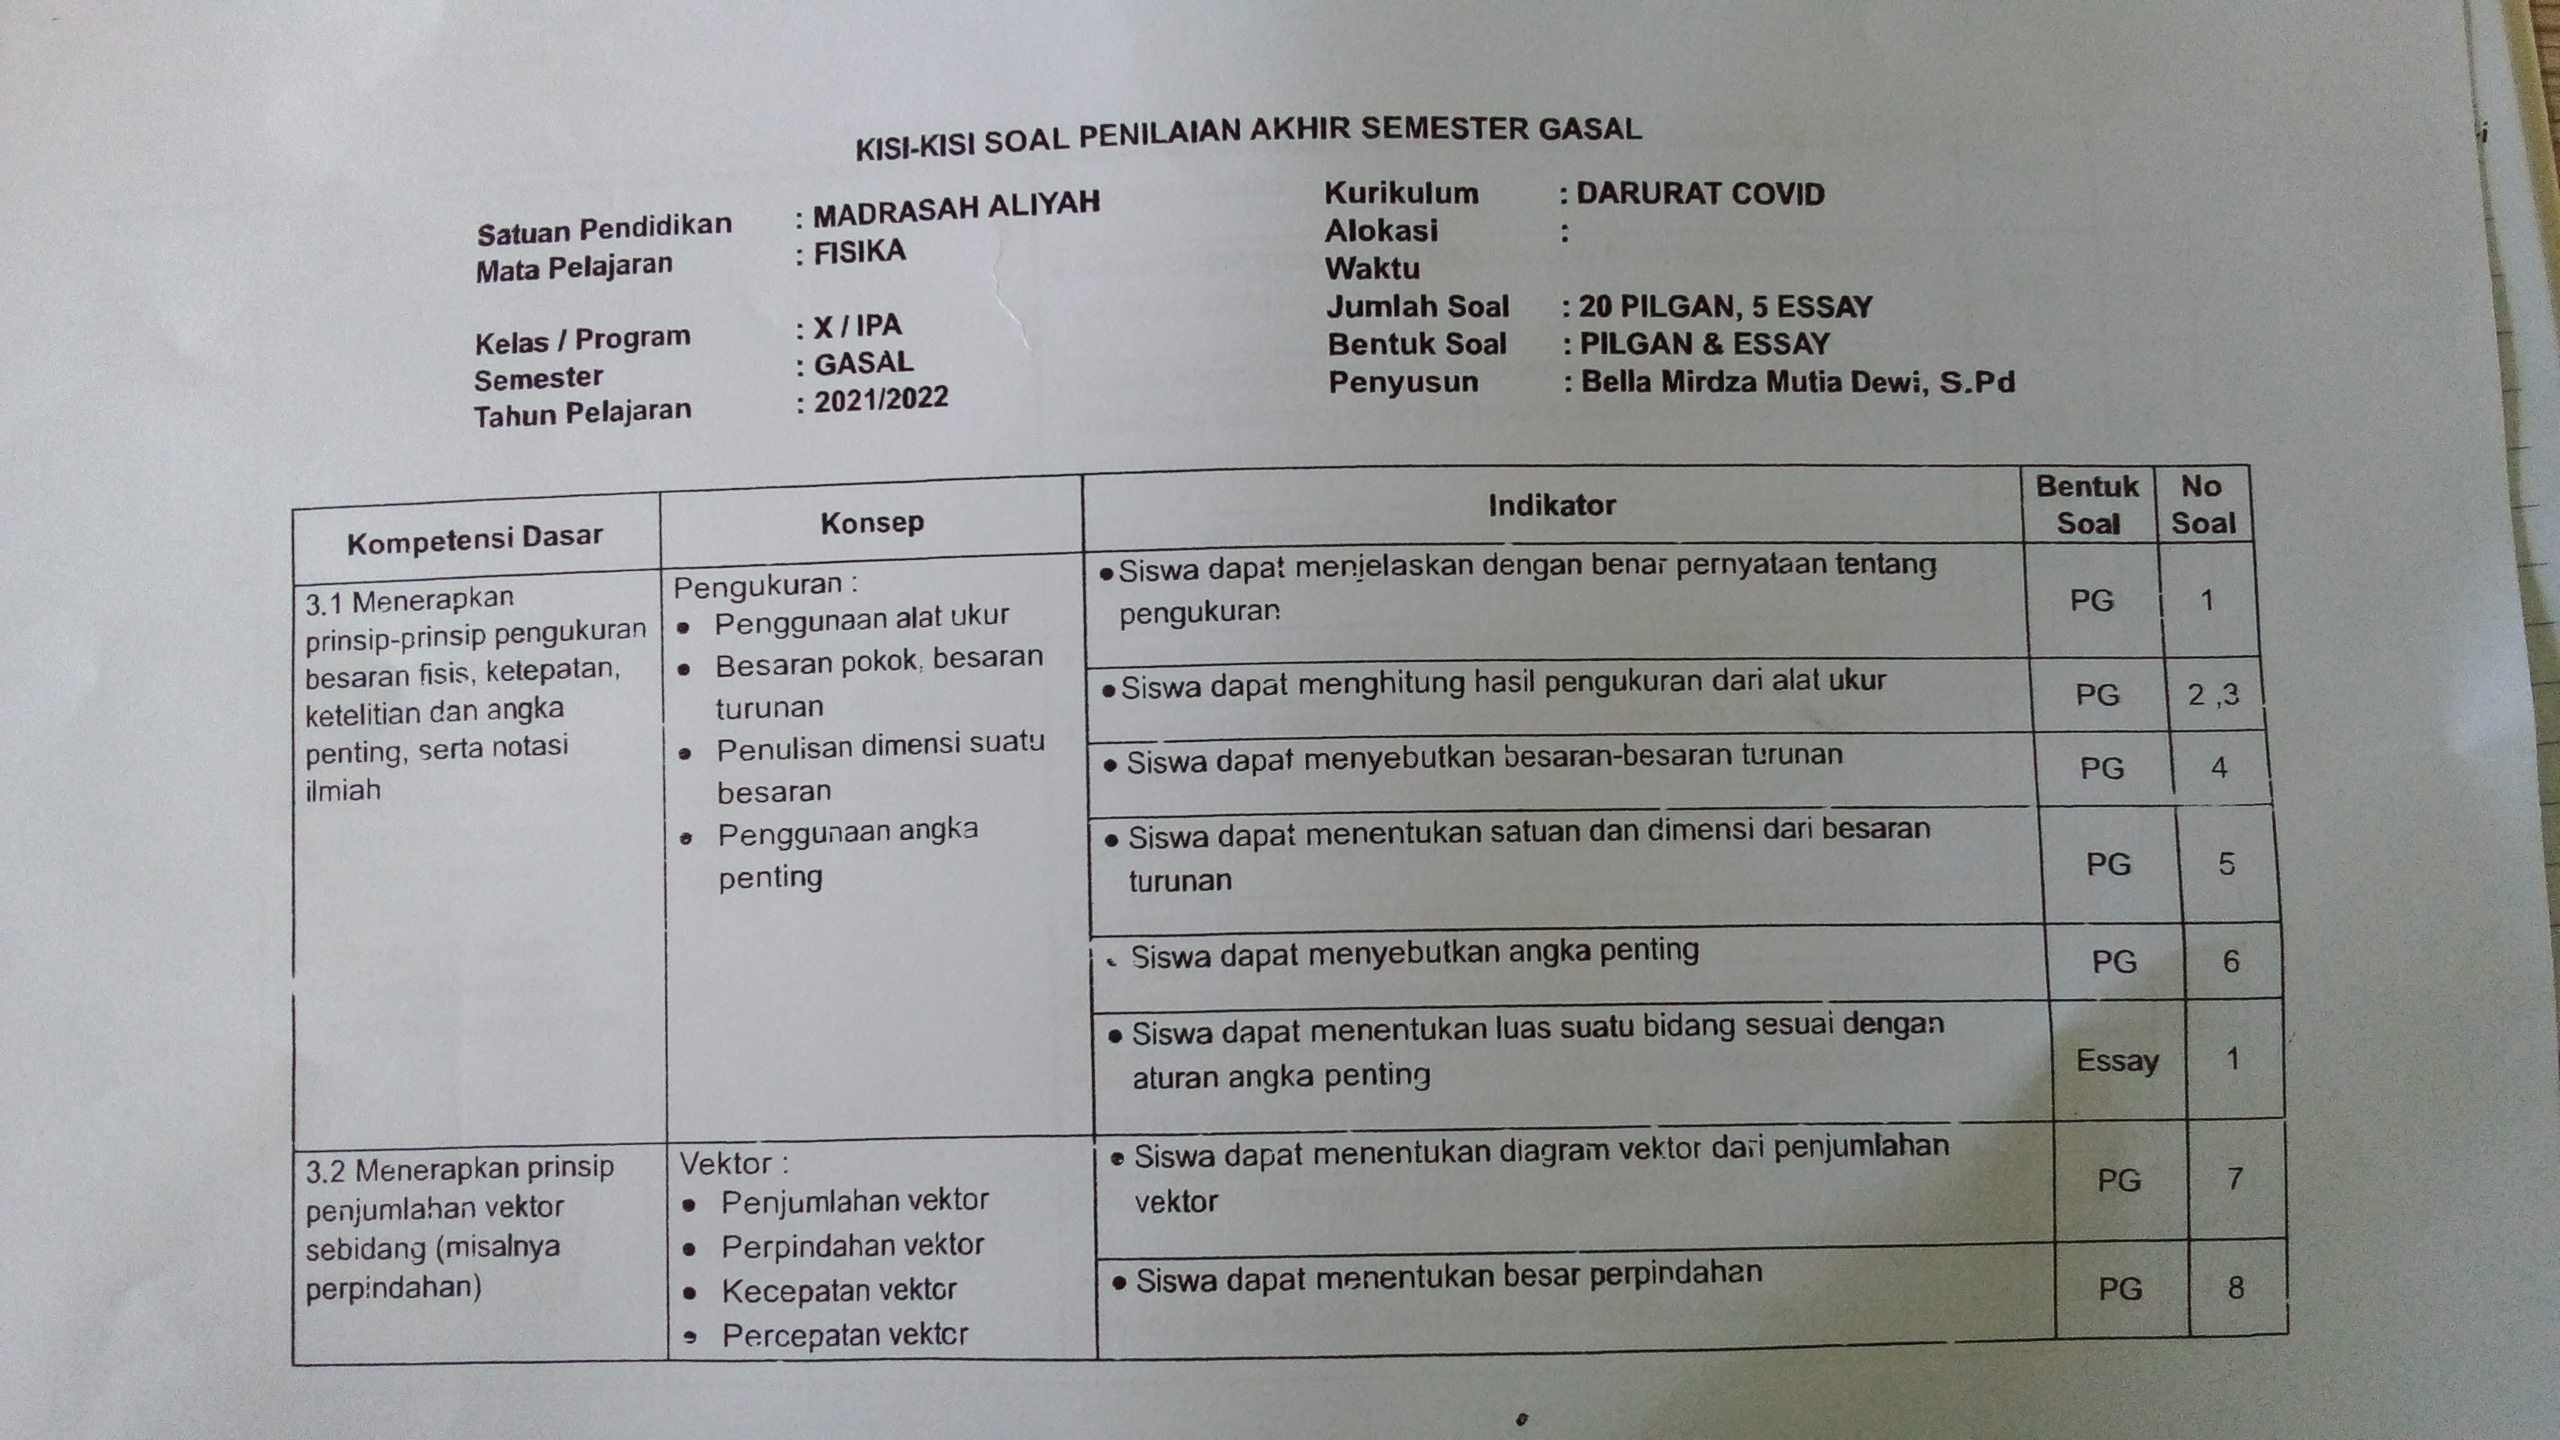 KISI-KISI SOAL PENILAIAN AKHIR SEMESTER GASAL
Satuan Pendidikan : MADRASAH ALIYAH
Mata Pelajaran : FISIKA
Kelas / Program : X / IPA
Semester : GASAL
Tahun Pelajaran : 2021/2022
Kurikulum : DARURAT COVID
Alokasi :
Waktu
Jumlah Soal : 20 PILGAN, 5 ESSAY
Bentuk Soal : PILGAN & ESSAY
Penyusun : Bella Mirdza Mutia Dewi, S.Pd
Kompetensi Dasar
Konsep
Indikator
Bentuk
Soal
No
Soal
3.1 Menerapkan
prinsip-prinsip pengukuran
besaran fisis, ketepatan,
ketelitian dan angka
penting, serta notasi
ilmiah
Pengukuran :
• Penggunaan alat ukur
• Besaran pokok, besaran
turunan
• Penulisan dimensi suatu
besaran
• Penggunaan angka
penting
• Siswa dapat menjelaskan dengan benar pernyataan tentang
pengukuran
PG
1
• Siswa dapat menghitung hasil pengukuran dari alat ukur
PG
2 ,3
• Siswa dapat menyebutkan besaran-besaran turunan
PG
4
• Siswa dapat menentukan satuan dan dimensi dari besaran
turunan
PG
5
• Siswa dapat menyebutkan angka penting
PG
6
• Siswa dapat menentukan luas suatu bidang sesuai dengan
aturan angka penting
Essay
1
3.2 Menerapkan prinsip
penjumlahan vektor
sebidang (misalnya
perpindahan)
Vektor :
• Penjumlahan vektor
• Perpindahan vektor
• Kecepatan vektor
• Percepatan vektor
• Siswa dapat menentukan diagram vektor dari penjumlahan
vektor
PG
7
• Siswa dapat menentukan besar perpindahan
PG
8